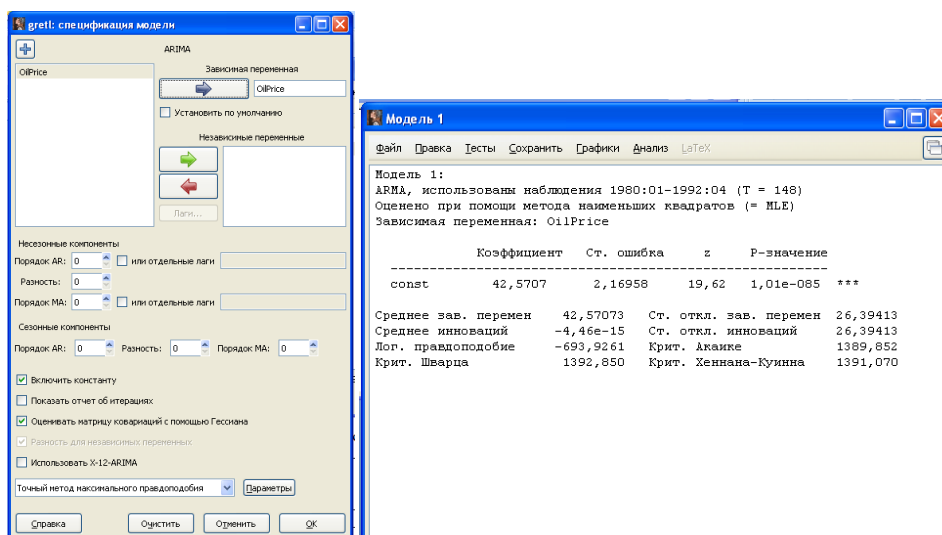 gretl: спецификация модели
ARIMA
OilPrice
Зависимая переменная
OilPrice
Установить по умолчанию
Независимые переменные
Лаги...
Несезонные компоненты
Порядок AR: 0 или отдельные лаги
Разность: 0
Порядок MA: 0 или отдельные лаги
Сезонные компоненты
Порядок AR: 0 Разность: 0 Порядок MA: 0
Включить константу
Показать отчет об итерациях
Оценивать матрицу ковариаций с помощью Гессиана
Разность для независимых переменных
Использовать X-12-ARIMA
Точный метод максимального правдоподобия Параметры
Справка Очистить Отменить OK
Модель 1
Файл Правка Тесты Сохранить Графики Анализ LaTeX
Модель 1:
ARMA, использованы наблюдения 1980:01-1992:04 (T = 148)
Оценено при помощи метода наименьших квадратов (= MLE)
Зависимая переменная: OilPrice
Коэффициент Ст. ошибка z P-значение
-------------------------------------------------------
const 42,5707 2,16958 19,62 1,01e-085 ***
Среднее зав. перемен 42,57073 Ст. откл. зав. перемен 26,39413
Среднее инноваций -4,46e-15 Ст. откл. инноваций 26,39413
Лог. правдоподобие -693,9261 Крит. Акаике 1389,852
Крит. Шварца 1392,850 Крит. Хеннана-Куинна 1391,070